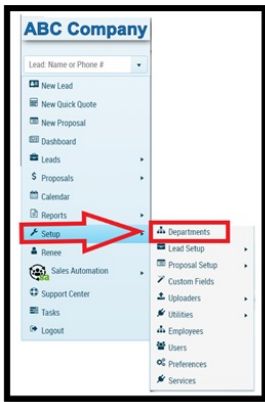 ABC Company
Lead: Name or Phone #
New Lead
New Quick Quote
New Proposal
Dashboard
Leads
$ Proposals
Calendar
Reports
Setup
Renee
Sales Automation
Support Center
Tasks
Logout
Departments
Lead Setup
Proposal Setup
Custom Fields
Uploaders
Utilities
Employees
Users
Preferences
Services